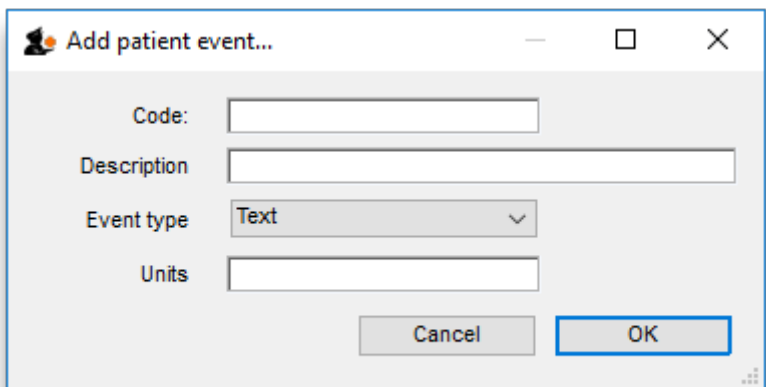 Add patient event...
Code:
Description
Event type Text
Units
Cancel OK